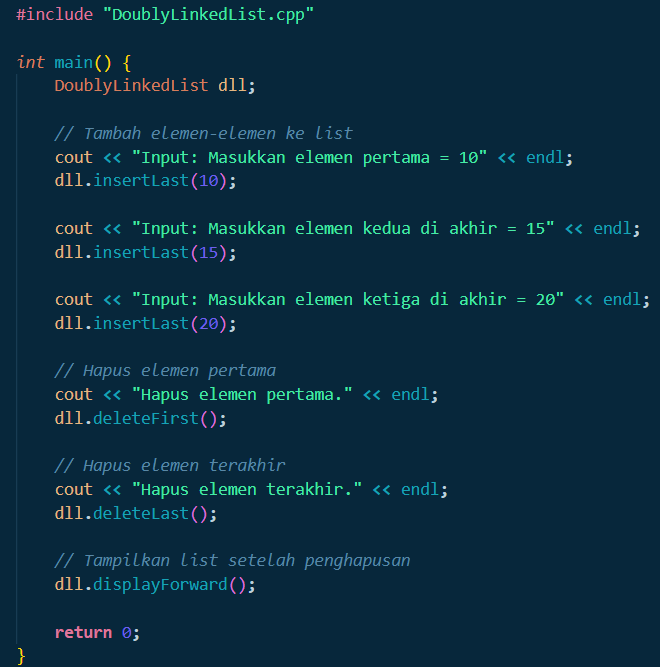 #include "DoublyLinkedList.cpp"

int main() {
    DoublyLinkedList dll;

    // Tambah elemen-elemen ke list
    cout << "Input: Masukkan elemen pertama = 10" << endl;
    dll.insertLast(10);

    cout << "Input: Masukkan elemen kedua di akhir = 15" << endl;
    dll.insertLast(15);

    cout << "Input: Masukkan elemen ketiga di akhir = 20" << endl;
    dll.insertLast(20);

    // Hapus elemen pertama
    cout << "Hapus elemen pertama." << endl;
    dll.deleteFirst();

    // Hapus elemen terakhir
    cout << "Hapus elemen terakhir." << endl;
    dll.deleteLast();

    // Tampilkan list setelah penghapusan
    dll.displayForward();

    return 0;
}